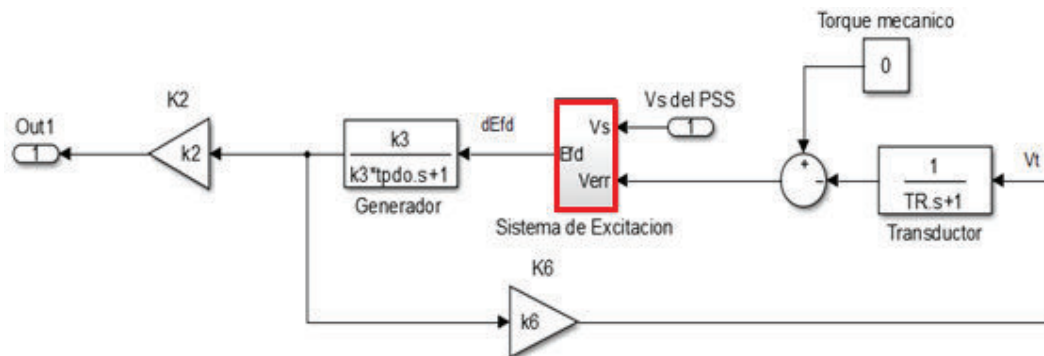 Torque mecanico
0
K2
Vs del PSS
1
Out1
1
k2
dEfd
k3
k3*tpdo.s+1
Generador
Vs
Efd
Verr
Sistema de Excitacion
+
-
1
TR.s+1
Transductor
Vt
K6
k6